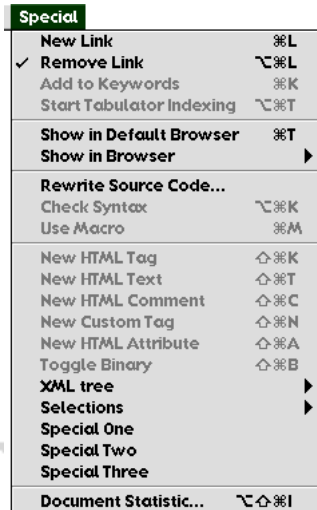 Special
New Link ⌘L
✓ Remove Link ⌥⌘L
Add to Keywords ⌘K
Start Tabulator Indexing ⌥⌘T
Show in Default Browser ⌘T
Show in Browser ▶
Rewrite Source Code...
Check Syntax ⌥⌘K
Use Macro ⌘M
New HTML Tag ⇧⌘K
New HTML Text ⇧⌘T
New HTML Comment ⇧⌘C
New Custom Tag ⇧⌘N
New HTML Attribute ⇧⌘A
Toggle Binary ⇧⌘B
XML tree ▶
Selections ▶
Special One
Special Two
Special Three
Document Statistic... ⌥⇧⌘I